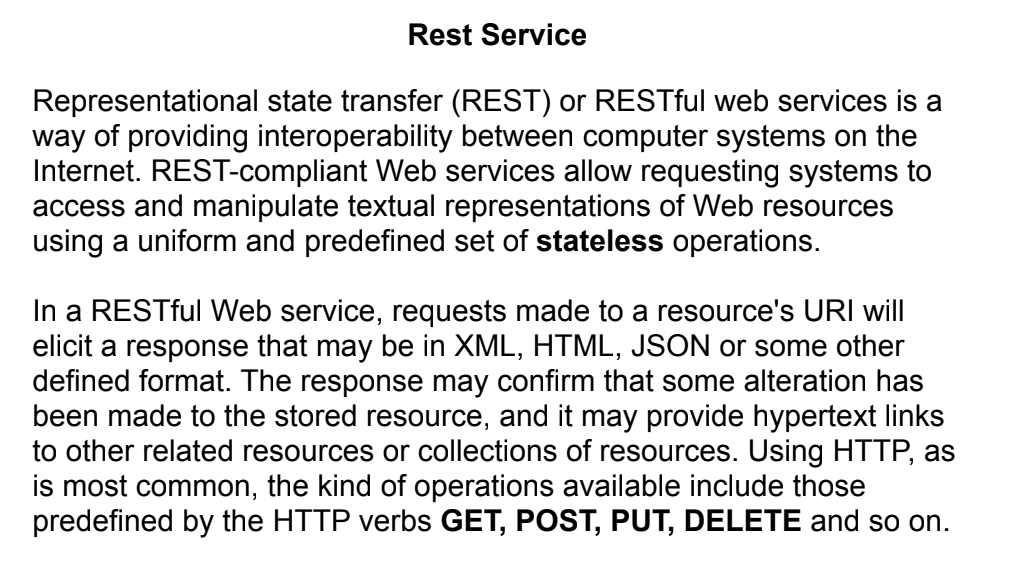 Rest Service
Representational state transfer (REST) or RESTful web services is a
way of providing interoperability between computer systems on the
Internet. REST-compliant Web services allow requesting systems to
access and manipulate textual representations of Web resources
using a uniform and predefined set of stateless operations.
In a RESTful Web service, requests made to a resource's URI will
elicit a response that may be in XML, HTML, JSON or some other
defined format. The response may confirm that some alteration has
been made to the stored resource, and it may provide hypertext links
to other related resources or collections of resources. Using HTTP, as
is most common, the kind of operations available include those
predefined by the HTTP verbs GET, POST, PUT, DELETE and so on.